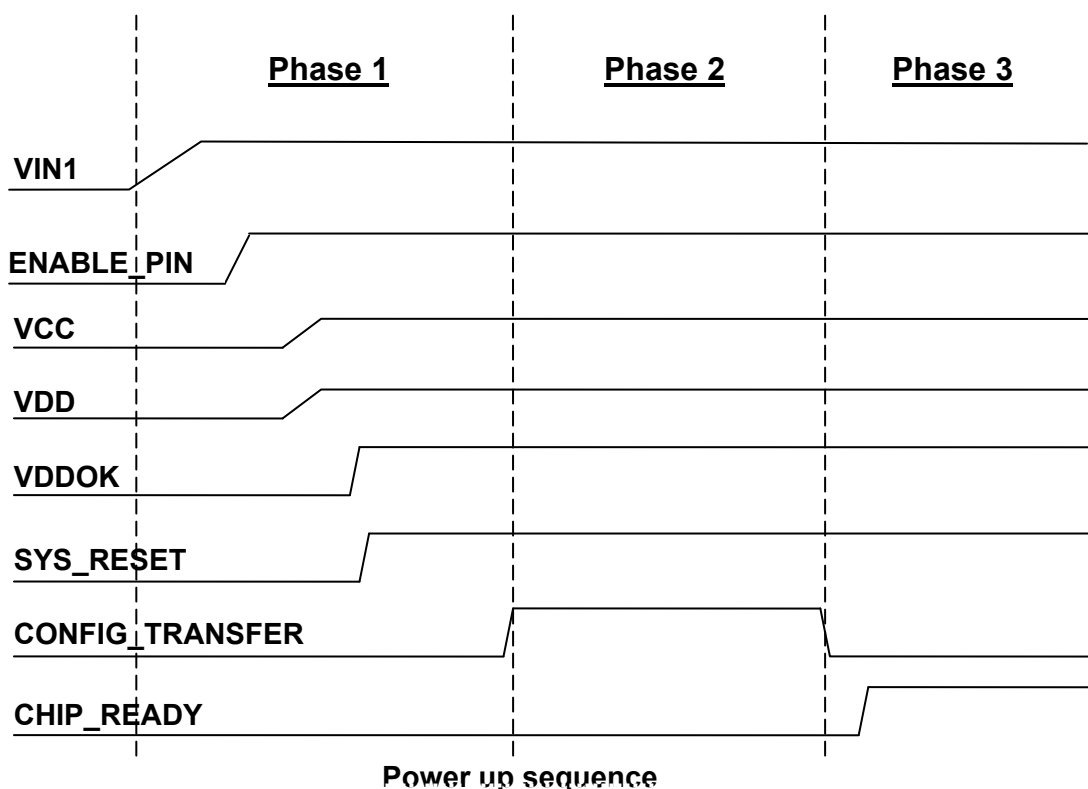 Phase 1 Phase 2 Phase 3
VIN1
ENABLE_PIN
VCC
VDD
VDDOK
SYS_RESET
CONFIG_TRANSFER
CHIP_READY
Power up sequence